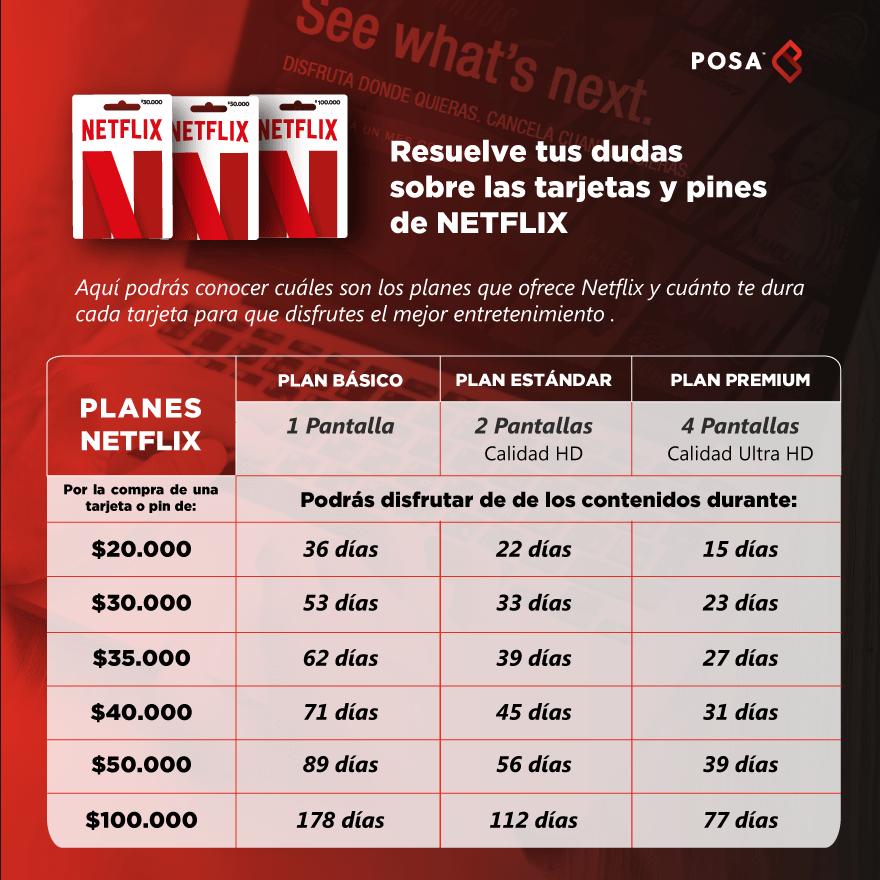 See what's next.
DISFRUTA DONDE QUIERAS. CANCELA
POSA
$30.000
$50.000
$100.000
NETFLIX
NETFLIX
NETFLIX
Resuelve tus dudas
sobre las tarjetas y pines
de NETFLIX
Aquí podrás conocer cuáles son los planes que ofrece Netflix y cuánto te dura
cada tarjeta para que disfrutes el mejor entretenimiento .
PLANES
NETFLIX
PLAN BÁSICO
PLAN ESTÁNDAR
PLAN PREMIUM
1 Pantalla
2 Pantallas
Calidad HD
4 Pantallas
Calidad Ultra HD
Por la compra de una
tarjeta o pin de:
Podrás disfrutar de de los contenidos durante:
$20.000 36 días 22 días 15 días
$30.000 53 días 33 días 23 días
$35.000 62 días 39 días 27 días
$40.000 71 días 45 días 31 días
$50.000 89 días 56 días 39 días
$100.000 178 días 112 días 77 días